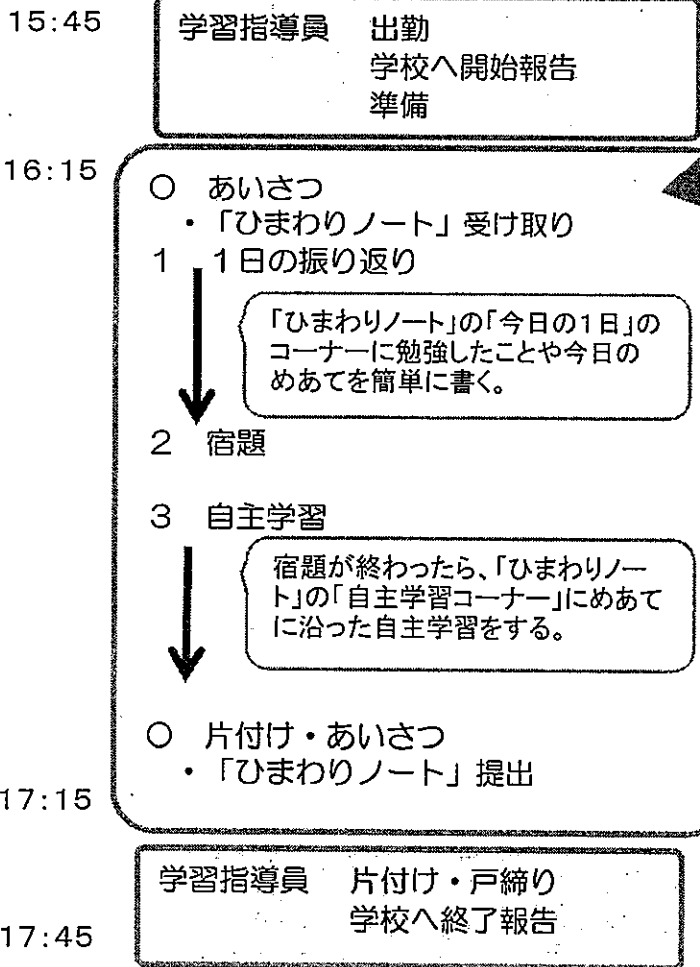 15:45
学習指導員 出勤
学校へ開始報告
準備
16:15
○ あいさつ
・「ひまわりノート」受け取り
1 1日の振り返り
「ひまわりノート」の「今日の1日」の
コーナーに勉強したことや今日の
めあてを簡単に書く。
2 宿題
3 自主学習
宿題が終わったら、「ひまわりノー
ト」の「自主学習コーナー」にめあて
に沿った自主学習をする。
○ 片付け・あいさつ
・「ひまわりノート」提出
17:15
学習指導員 片付け・戸締り
学校へ終了報告
17:45